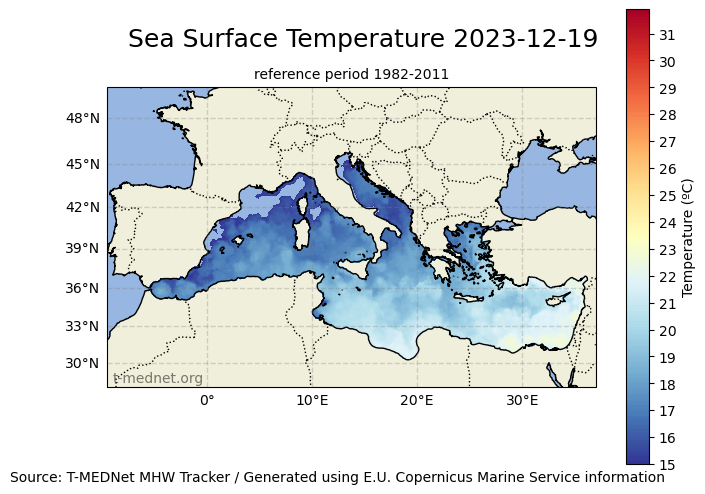 Sea Surface Temperature 2023-12-19
reference period 1982-2011
48°N
45°N
42°N
39°N
36°N
33°N
30°N
t-mednet.org
0°
10°E
20°E
30°E
31
30
29
28
27
26
25
24
23
22
21
20
19
18
17
16
15
Temperature (ºC)
Source: T-MEDNet MHW Tracker / Generated using E.U. Copernicus Marine Service information